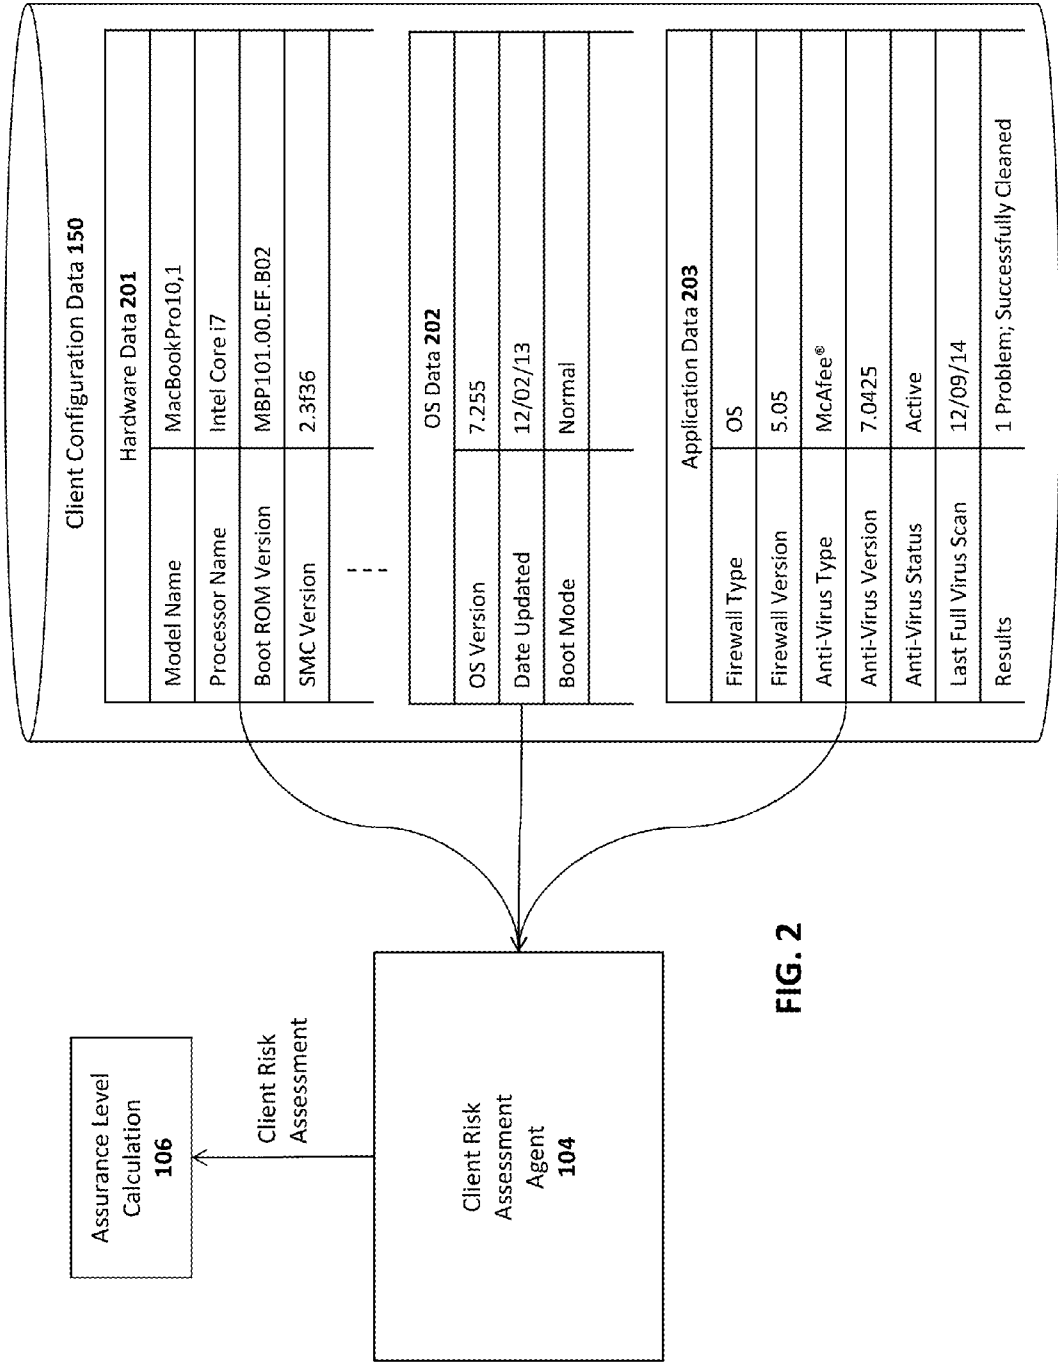 Client Configuration Data 150
Hardware Data 201
Model Name MacBookPro10,1
Processor Name Intel Core i7
Boot ROM Version MBP101.00.EF.B02
SMC Version 2.3f36
OS Data 202
OS Version 7.255
Date Updated 12/02/13
Boot Mode Normal
Application Data 203
Firewall Type OS
Firewall Version 5.05
Anti-Virus Type McAfee®
Anti-Virus Version 7.0425
Anti-Virus Status Active
Last Full Virus Scan 12/09/14
Results 1 Problem; Successfully Cleaned
Assurance Level
Calculation
106
Client Risk
Assessment
Client Risk
Assessment
Agent
104
FIG. 2